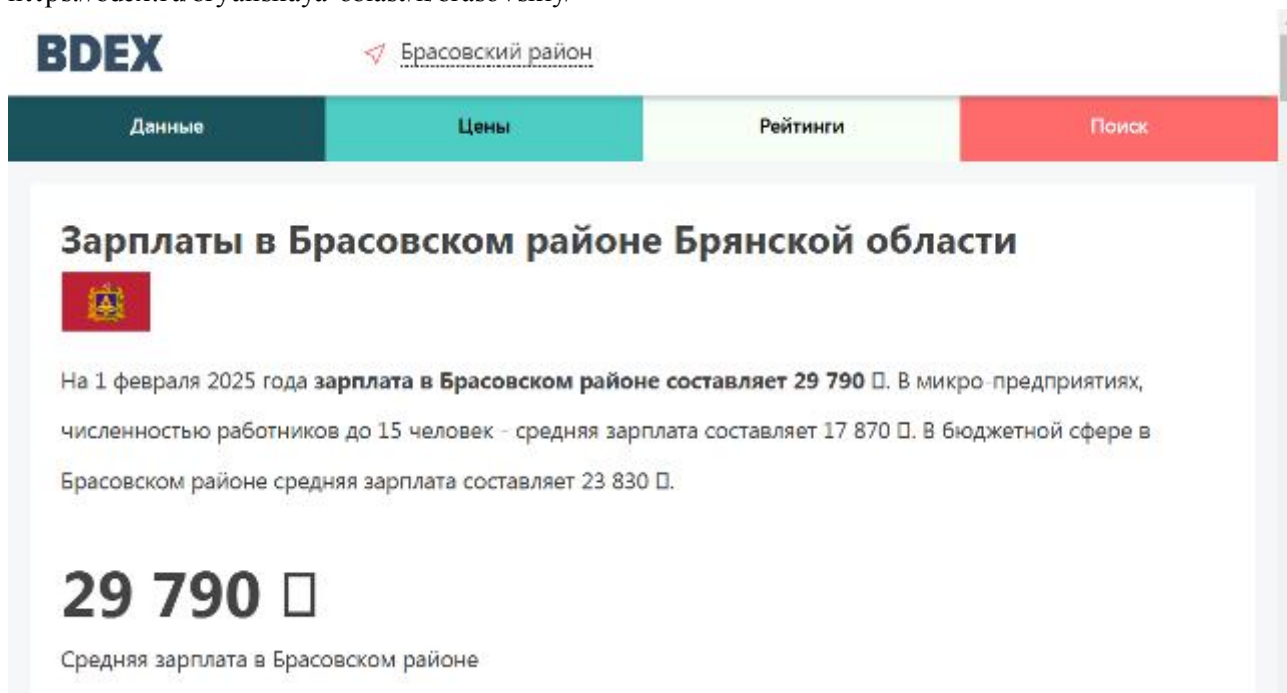 BDEX
Брасовский район
Данные
Цены
Рейтинги
Поиск
Зарплаты в Брасовском районе Брянской области
На 1 февраля 2025 года зарплата в Брасовском районе составляет 29 790 ▯. В микро-предприятиях,
численностью работников до 15 человек - средняя зарплата составляет 17 870 ▯. В бюджетной сфере в
Брасовском районе средняя зарплата составляет 23 830 ▯.
29 790 ▯
Средняя зарплата в Брасовском районе